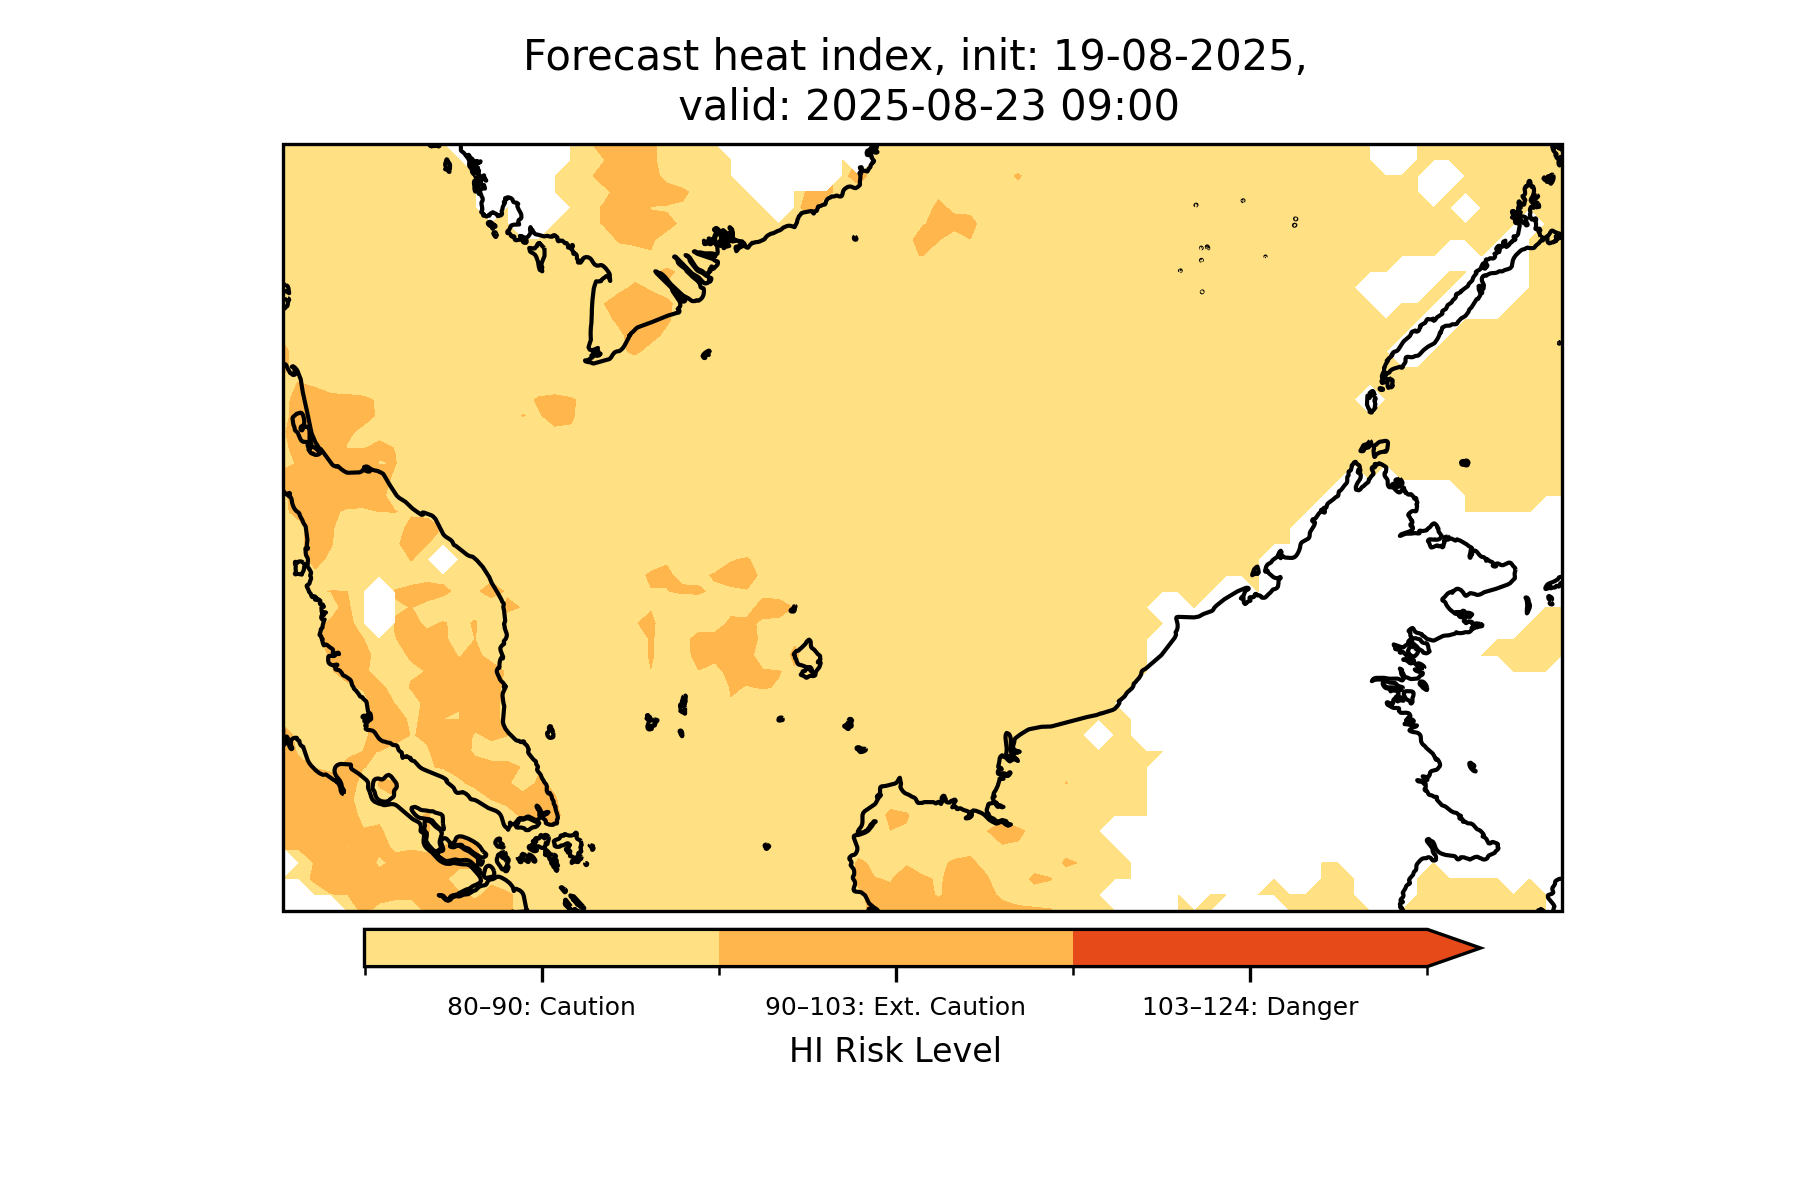 Forecast heat index, init: 19-08-2025,
valid: 2025-08-23 09:00
80–90: Caution
90–103: Ext. Caution
103–124: Danger
HI Risk Level